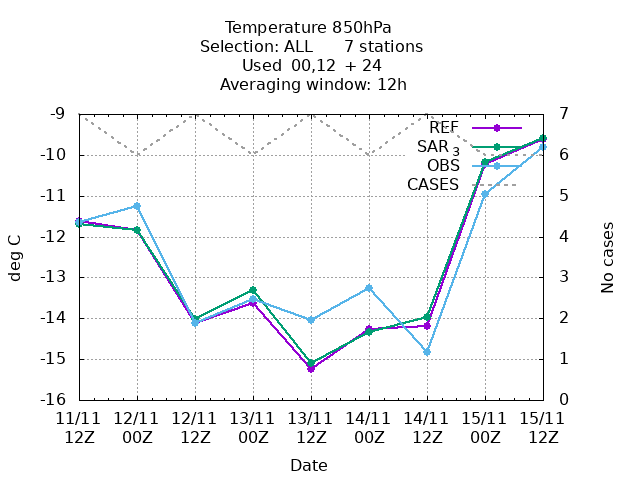 Temperature 850hPa
Selection: ALL 7 stations
Used 00,12 + 24
Averaging window: 12h
-9 7
REF
SAR 3
-10 6
OBS
CASES
-11 5
-12 4
deg C
No cases
-13 3
-14 2
-15 1
-16 0
11/11 12/11 12/11 13/11 13/11 14/11 14/11 15/11 15/11
12Z 00Z 12Z 00Z 12Z 00Z 12Z 00Z 12Z
Date